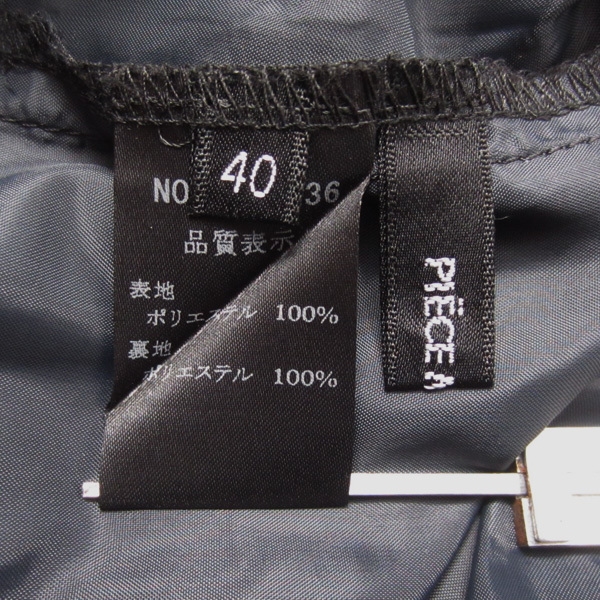 40
NO 36
品質表示
表地
ポリエステル 100%
裏地
ポリエステル 100%
PIÈCE